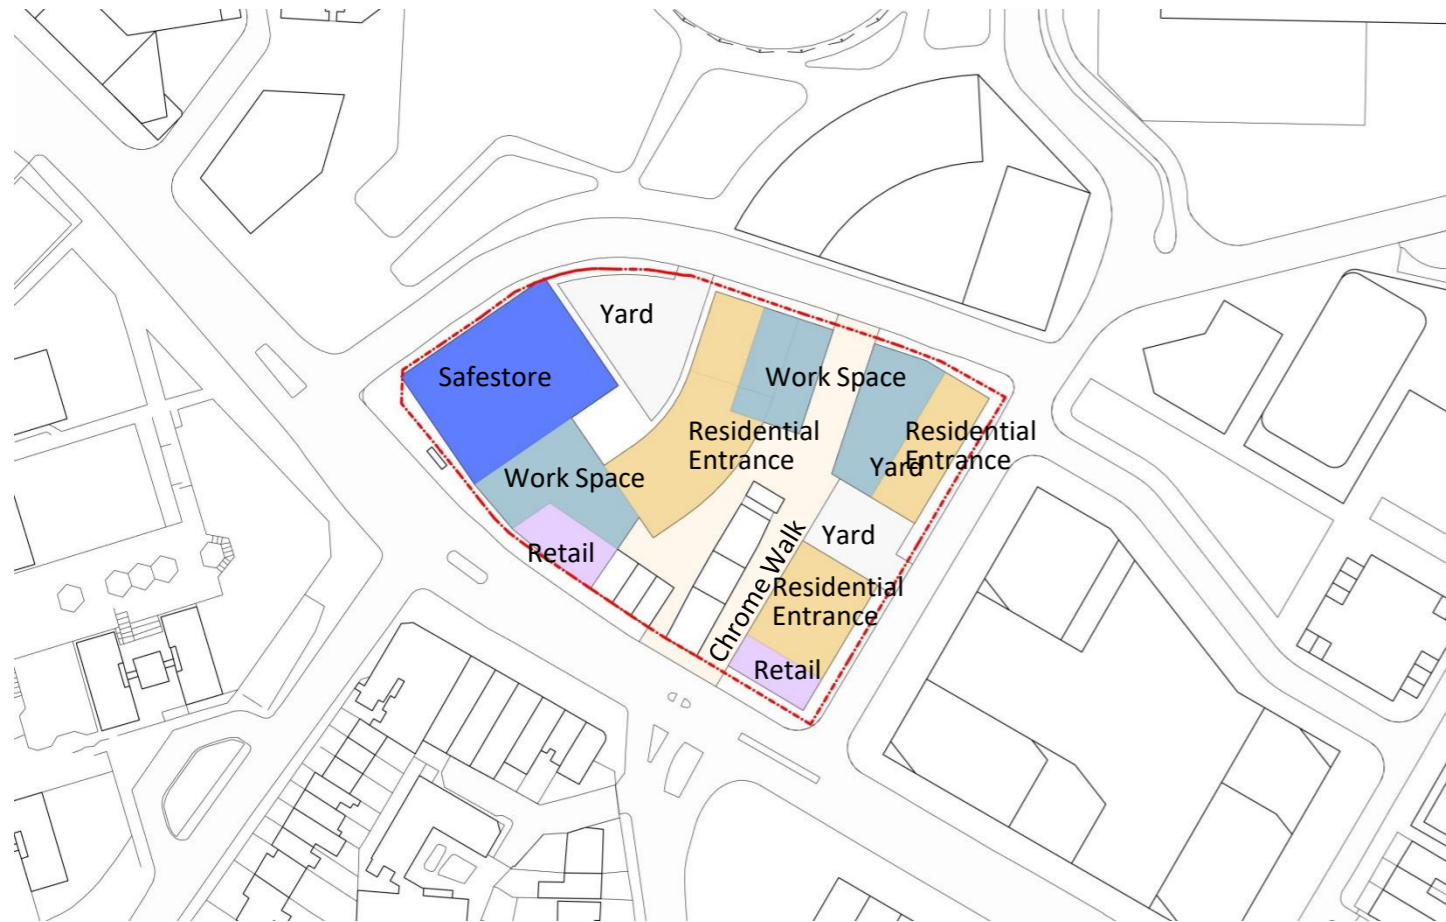 Yard
Safestore
Work Space
Residential
Entrance
Residential
Entrance
Yard
Work Space
Yard
Retail
Chrome Walk
Residential
Entrance
Retail